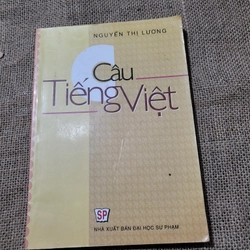 NGUYỄN THỊ LƯƠNG
Câu
Tiếng Việt
SP
NHÀ XUẤT BẢN ĐẠI HỌC SƯ PHẠM